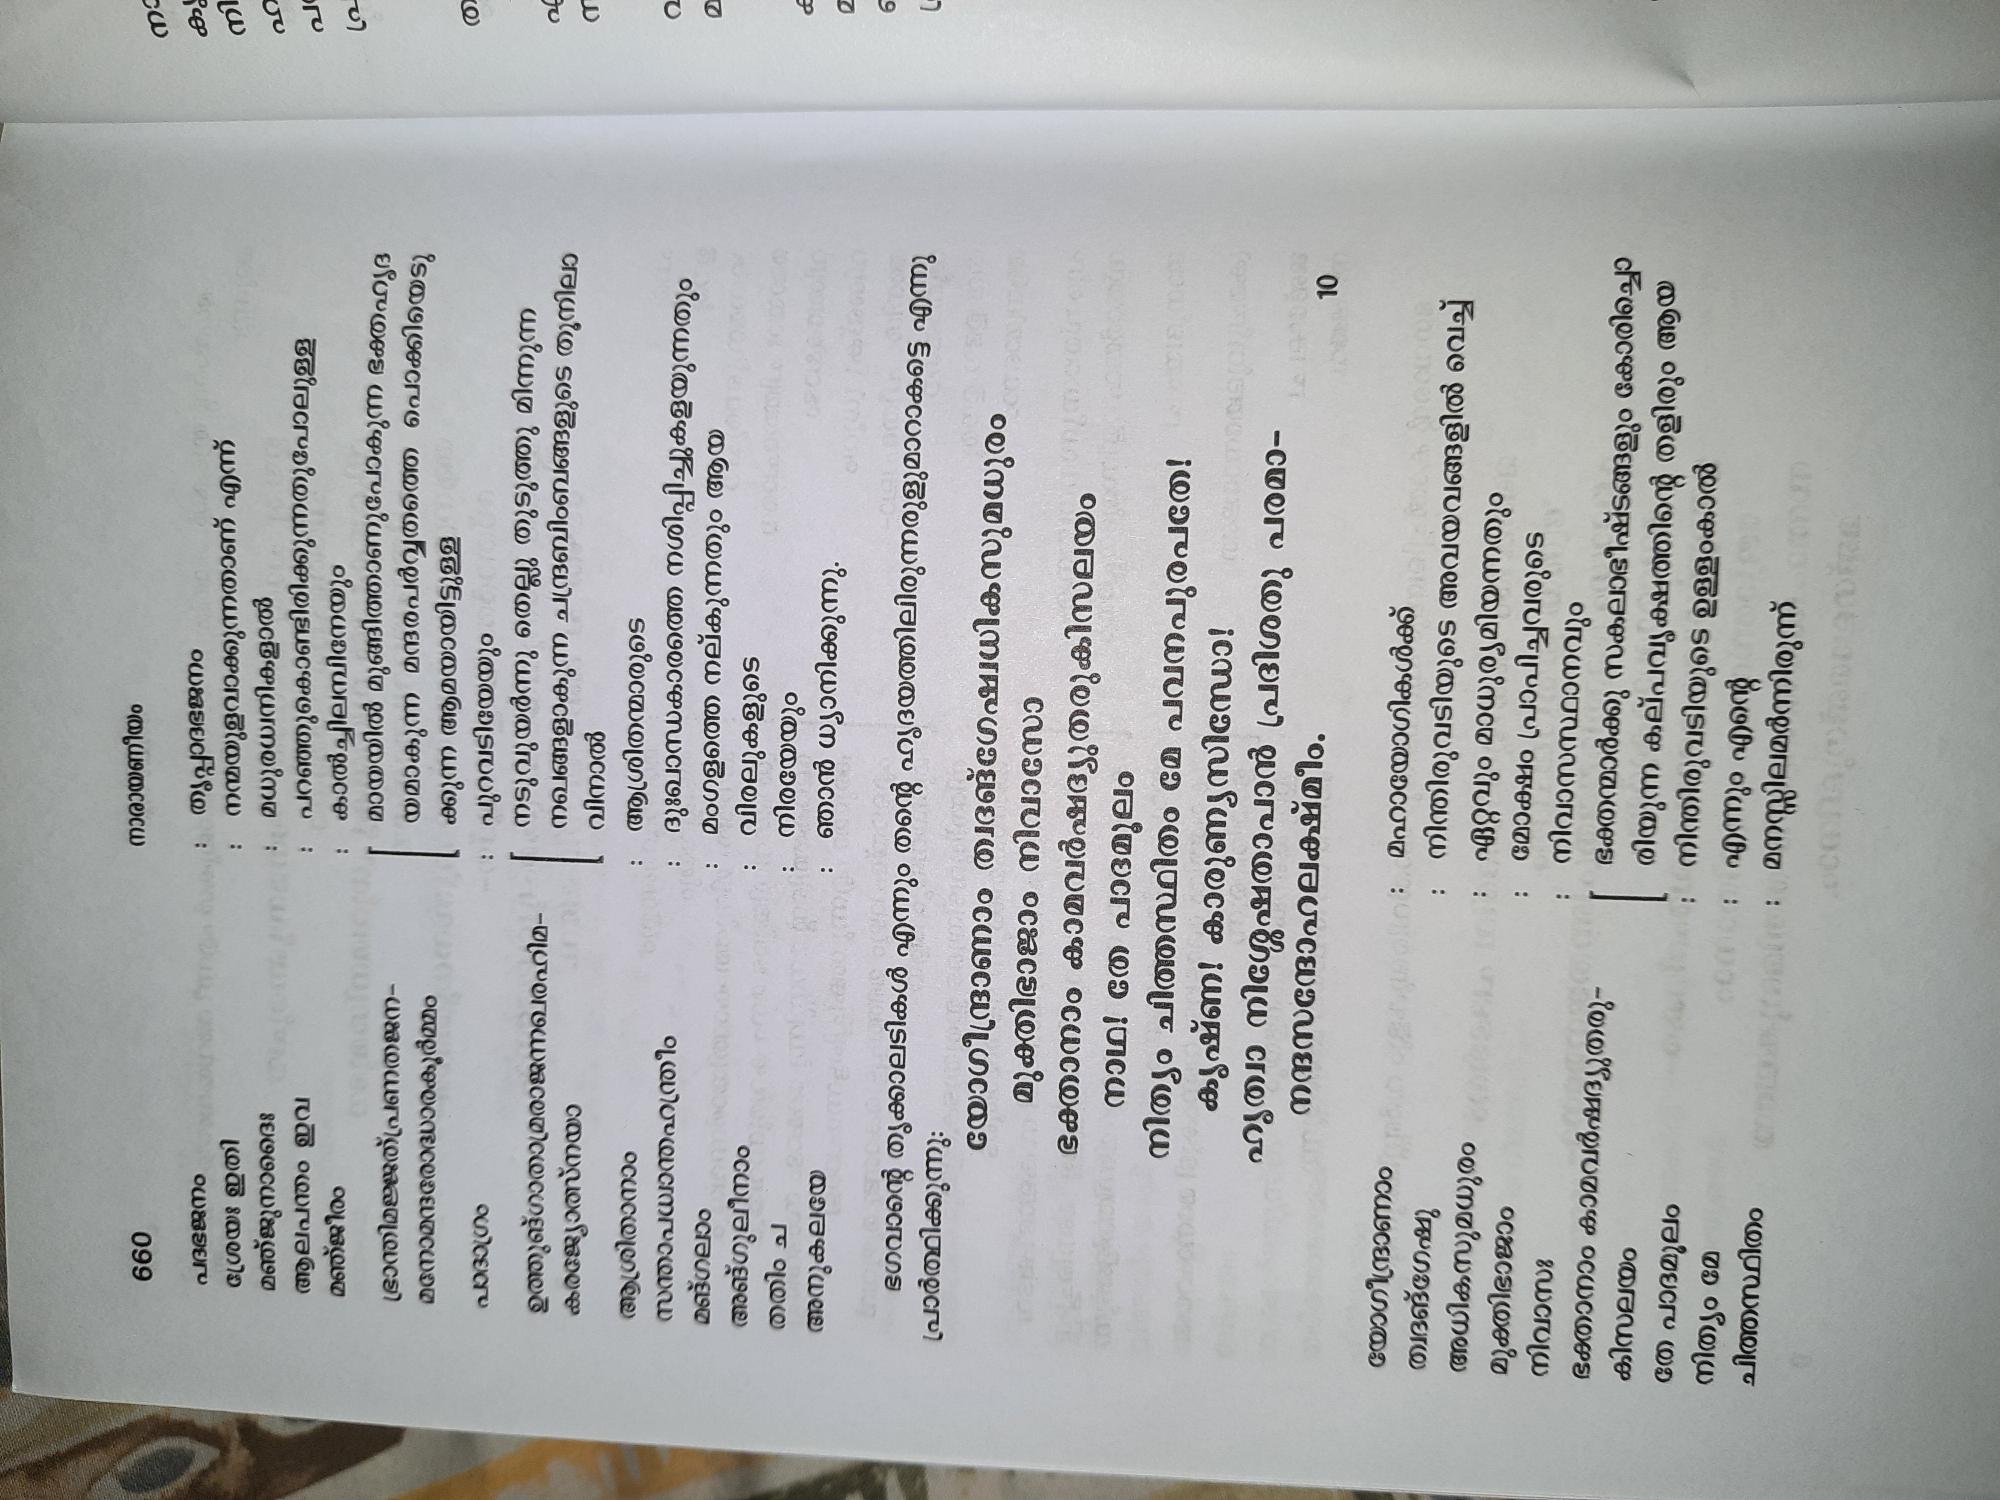 660 നാരായണീയം
പദഭജനം : തൃപ്പാദഭജനം
ശ്രേയഃ ഇതി : നന്മയുളവാക്കുന്നതാണ് എന്ന്
മഞ്ജുനാദൈഃ : മധുരധ്വനികളാൽ
ആലപന്തം ഇവ : പറഞ്ഞുകൊണ്ടിരിക്കുന്നതുപോലുള്ള
മഞ്ജീരം : കാൽച്ചിലമ്പിനേയും
ഭ്രാന്തിമജ്ജത്പ്രണതജന- മായയിൽ മുങ്ങിത്താണുപോകുന്ന ഭക്തഹൃദ
മനോമന്ദരോദ്ധാരകൂർമ്മം യമാകുന്ന മന്ദരപർവ്വതത്തെ പൊക്കിയെടു
ക്കുന്ന ആമയായിട്ടുള്ള
പാദാഗ്രം : പുറവടിയേയും
ഉത്തുങ്ഗാതാമ്രരാജന്നഖരഹിമ- നടുവുയർന്നു തെല്ലു തുടുത്തു മിന്നുന്ന
കരജ്യോത്സ്നയാ നഖങ്ങളാകുന്ന ചന്ദ്രബിംബങ്ങളുടെ തൂനിലാ
വിനാൽ
ആശ്രിതാനാം : ആശ്രിതന്മാരുടെ
സന്താപധ്വാന്തഹന്ത്രീം : ദുഃഖാന്ധകാരത്തെ നശിപ്പിച്ചുകളയുന്നതും
മങ്ഗലാം : മംഗളത്തെ നല്കുന്നതും ആയ
അങ്ഗുലീനാം : വിരലുകളുടെ
തതിം ച : നിരയേയും
അനുകലയേ : ഞാൻ ധ്യാനിക്കുന്നു.
ഭഗവാന്റെ തൃക്കാലടികൾ എന്നും തന്റെ ഹൃദയത്തിലിരുന്നരുളുമാറാകട്ടെ എന്നു
പ്രാർത്ഥിക്കുന്നു:
യോഗീന്ദ്രാണാം ത്വദങ്ഗേഷ്വധികസുമധുരം
മുക്തിഭാജാം നിവാസോ
ഭക്താനാം കാമവർഷദ്യുതരുകിസലയം
നാഥ! തേ പാദമൂലം
നിത്യം ചിത്തസ്ഥിതം മേ പവനപുരപതേ!
കൃഷ്ണ! കാരുണ്യസിന്ധോ!
ഹൃത്വാ നിശ്ശേഷതാപാൻ പ്രദിശതു പരമാ-
നന്ദസന്ദോഹലക്ഷ്മീം. 10
യോഗീന്ദ്രാണാം : മഹായോഗികൾക്ക്
ത്വദങ്ഗേഷു : നിന്തിരുവടിയുടെ അവയവങ്ങളിൽ വെച്ച്
അധികസുമധുരം : ഏറ്റവും മാധുര്യമിയന്നതും
മുക്തിഭാജാം : മോക്ഷം പ്രാപിച്ചവരുടെ
നിവാസഃ : നിവാസസ്ഥാനവും
ഭക്താനാം കാമവർഷദ്യുതരു- ഭക്തന്മാർക്കു സകലാഭീഷ്ടങ്ങളും കോരിച്ചൊ
കിസലയം രിയുന്ന കല്പവൃക്ഷത്തിന്റെ തളിരും ആയ
തേ പാദമൂലം : നിന്തിരുവടിയുടെ ഉള്ളംകാൽ
നിത്യം മേ : എന്നും എന്റെ
ചിത്തസ്ഥിതം : മനസ്സിലമർന്നിരുന്ന്